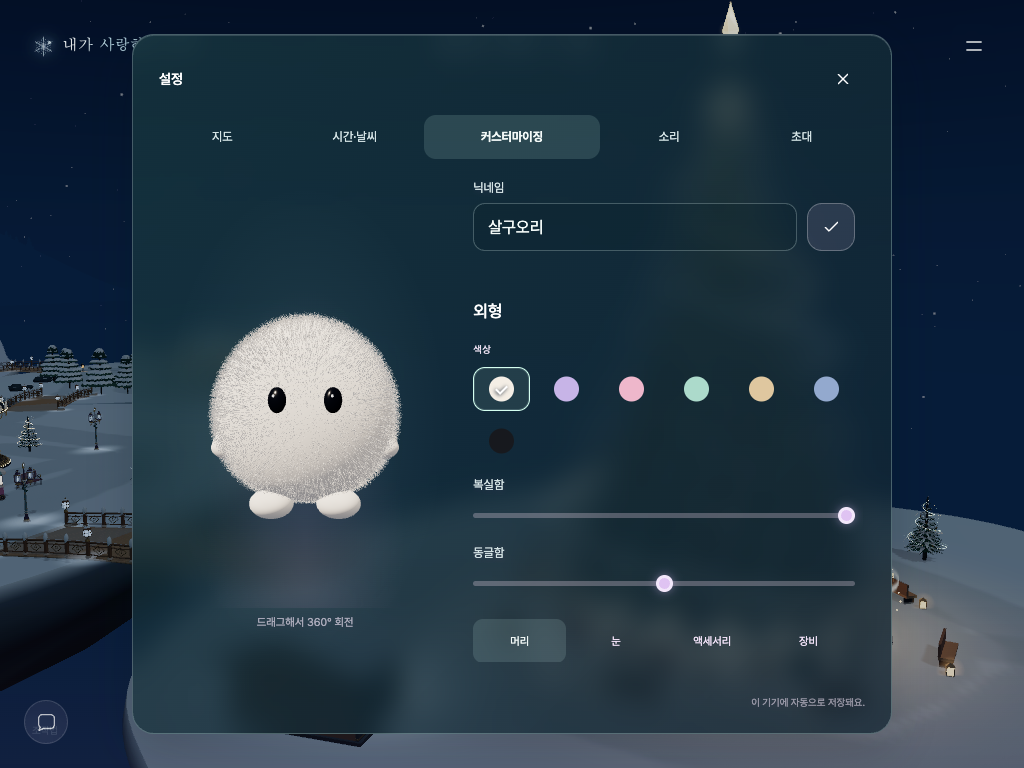 내가 사랑
설정
지도
시간·날씨
커스터마이징
소리
초대
닉네임
살구오리
외형
색상
복실함
동글함
드래그해서 360° 회전
머리
눈
액세서리
장비
이 기기에 자동으로 저장돼요.